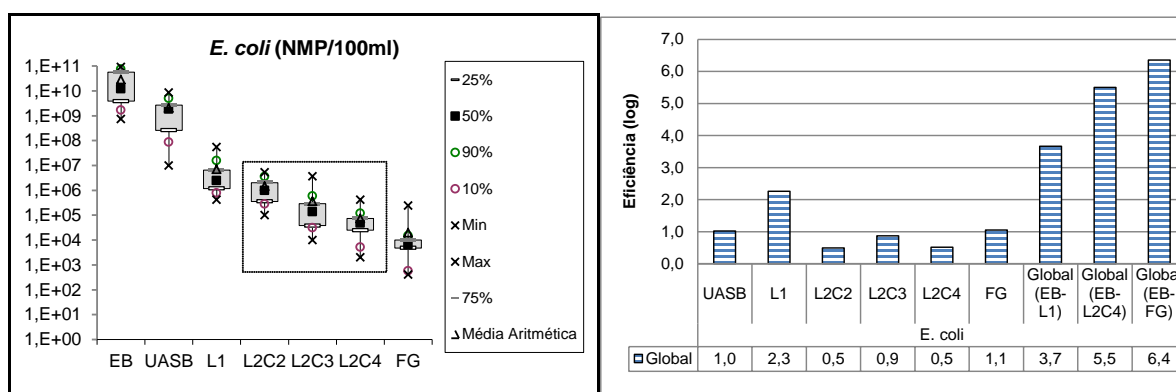 E. coli (NMP/100ml)
1,E+11
1,E+10
1,E+09
1,E+08
1,E+07
1,E+06
1,E+05
1,E+04
1,E+03
1,E+02
1,E+01
1,E+00
EB UASB L1 L2C2 L2C3 L2C4 FG
25%
50%
90%
10%
Min
Max
75%
Média Aritmética
Eficiência (log)
7,0
6,0
5,0
4,0
3,0
2,0
1,0
0,0
UASB L1 L2C2 L2C3 L2C4 FG Global (EB-L1) Global (EB-L2C4) Global (EB-FG)
E. coli
Global 1,0 2,3 0,5 0,9 0,5 1,1 3,7 5,5 6,4